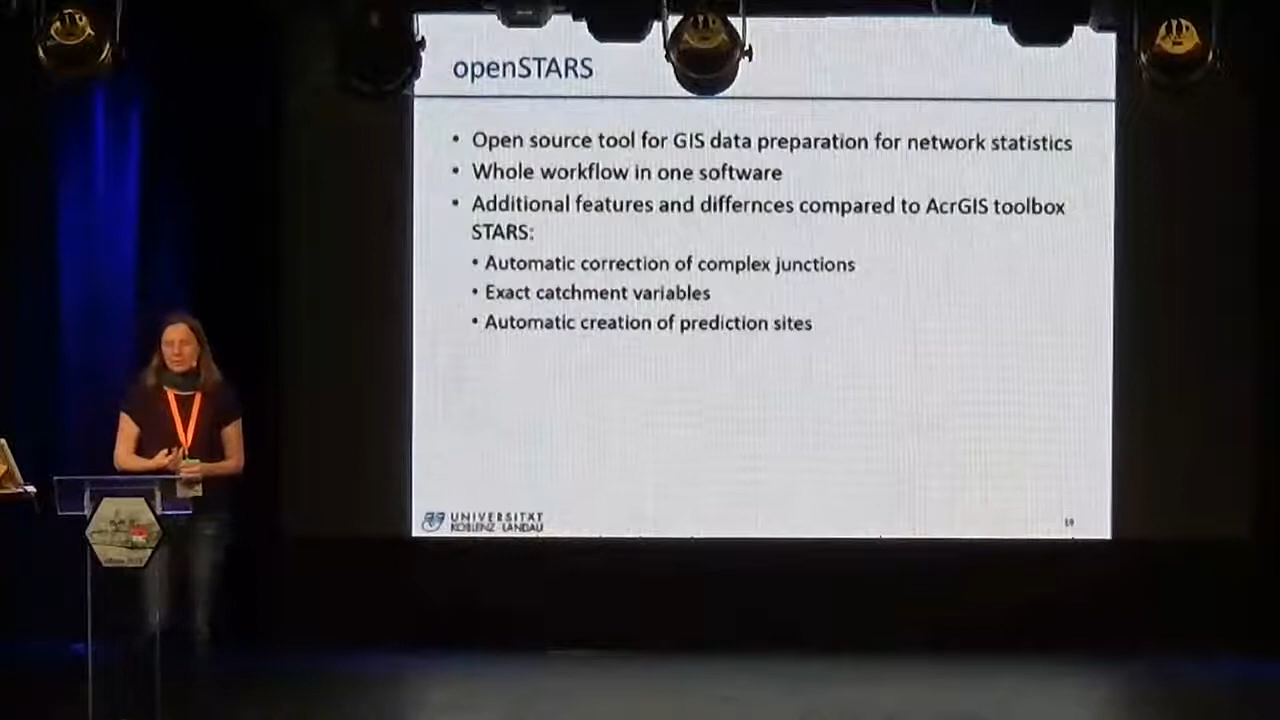 openSTARS
• Open source tool for GIS data preparation for network statistics
• Whole workflow in one software
• Additional features and differnces compared to AcrGIS toolbox
STARS:
• Automatic correction of complex junctions
• Exact catchment variables
• Automatic creation of prediction sites
UNIVERSITÄT
KOBLENZ LANDAU